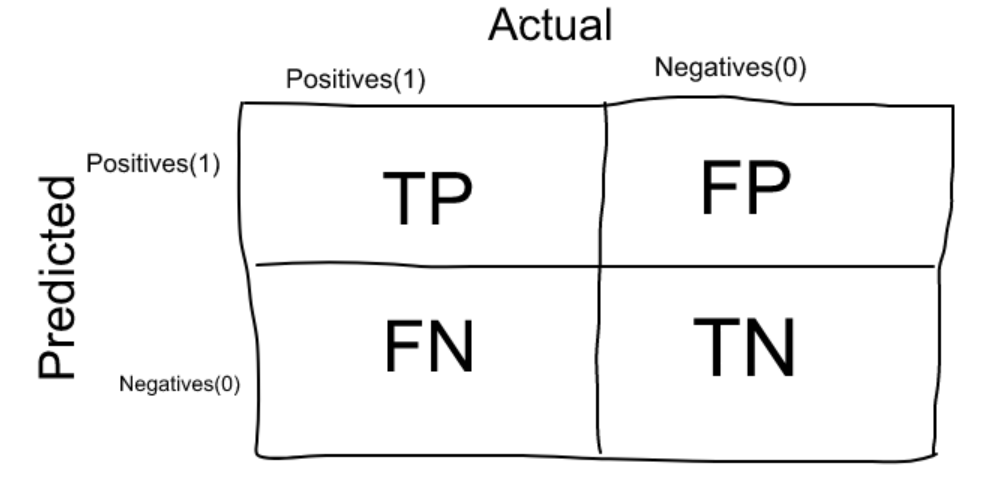 Actual
Positives(1)
Negatives(0)
Positives(1)
TP
FP
Predicted
FN
TN
Negatives(0)